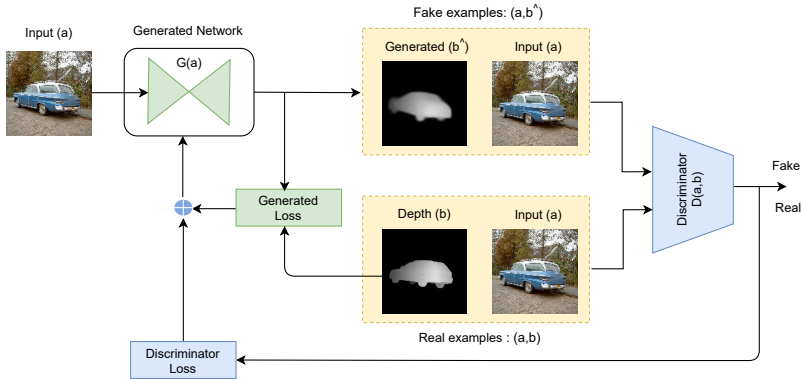 Fake examples: (a,b^)
Input (a)
Generated Network
G(a)
Generated (b^)
Input (a)
Discriminator
D(a,b)
Fake
Real
Generated
Loss
Depth (b)
Input (a)
Real examples : (a,b)
Discriminator
Loss